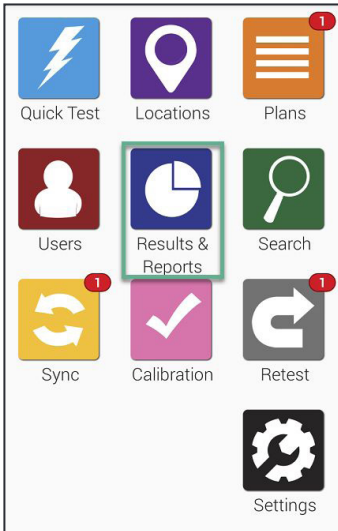 1
Quick Test
Locations
Plans
Users
Results &
Reports
Search
1
1
Sync
Calibration
Retest
Settings